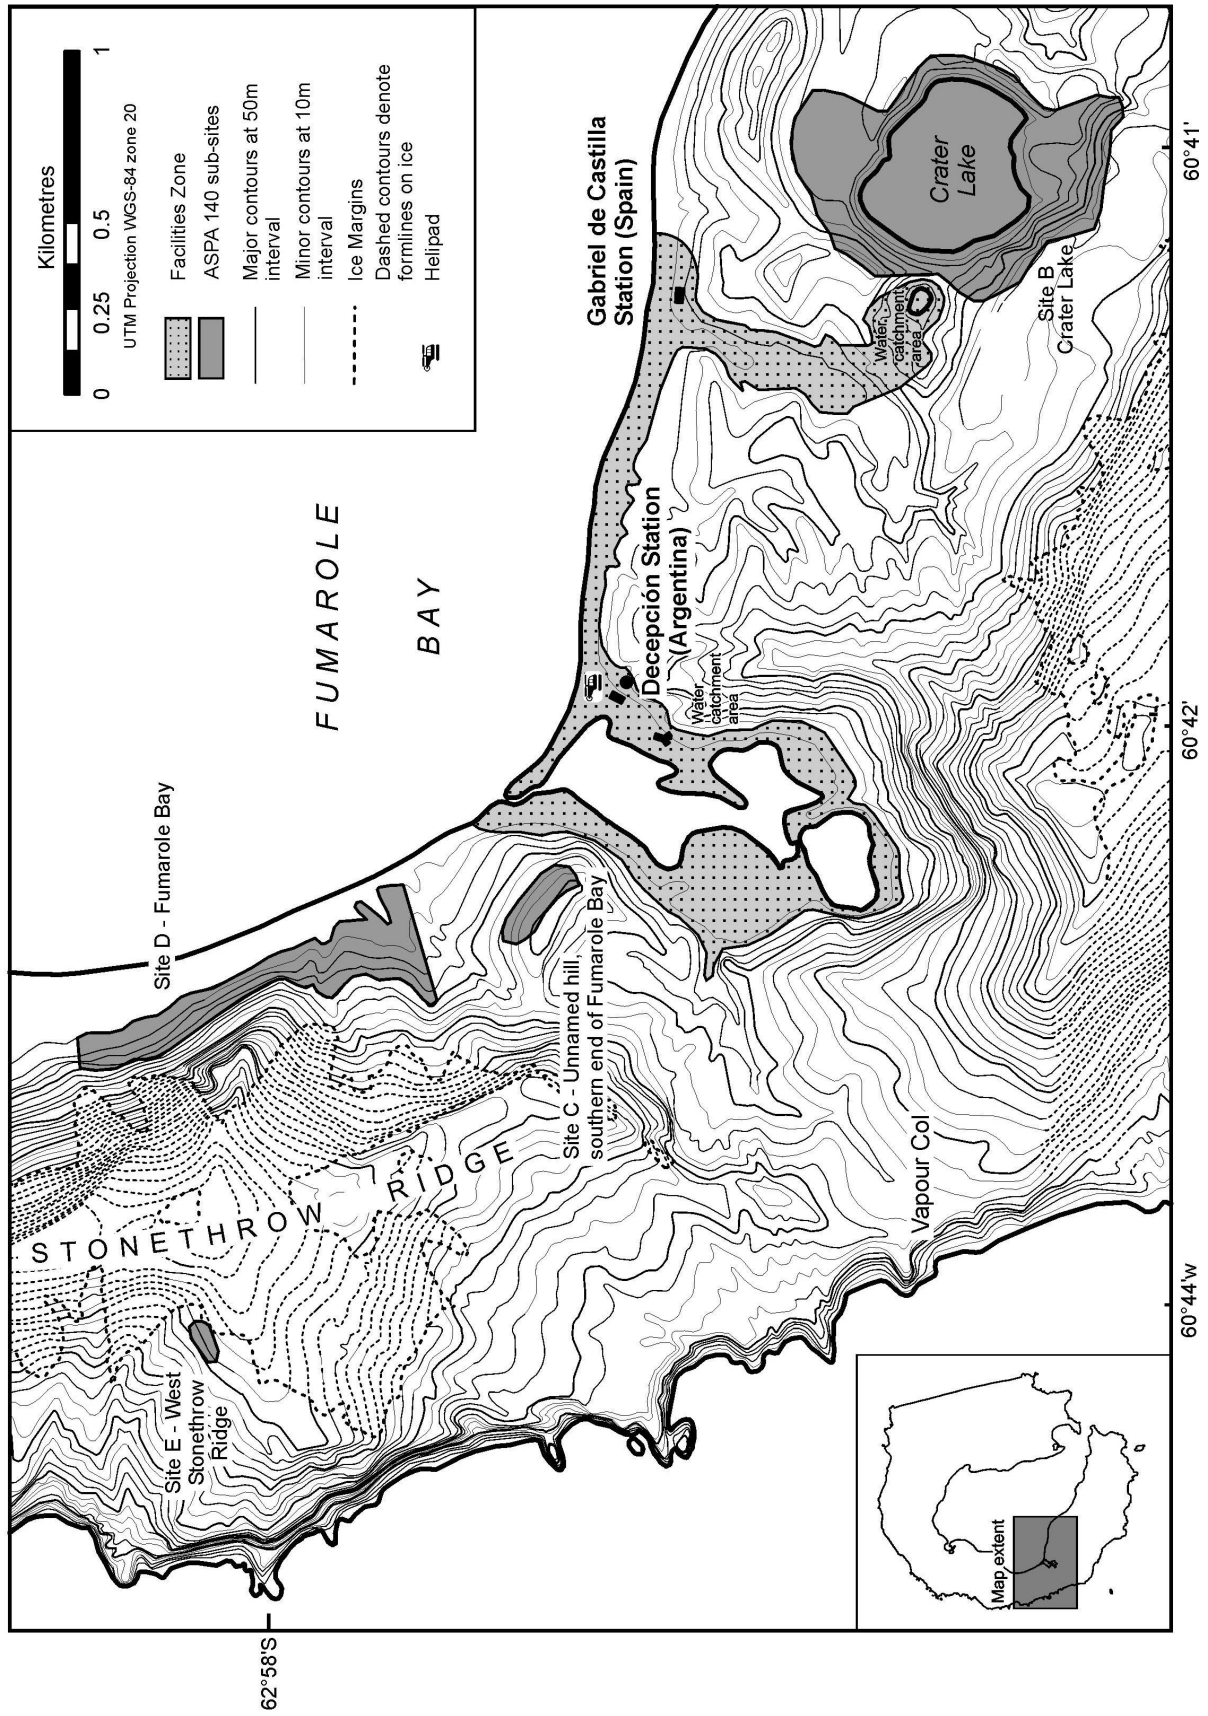 Kilometres
0 0.25 0.5 1
UTM Projection WGS-84 zone 20
Facilities Zone
ASPA 140 sub-sites
Major contours at 50m
interval
Minor contours at 10m
interval
Ice Margins
Dashed contours denote
formlines on ice
Helipad
FUMAROLE
BAY
Gabriel de Castilla
Station (Spain)
Crater
Lake
Site B
Crater Lake
Water
catchment
area
Decepción Station
(Argentina)
Water
catchment
area
Site D - Fumarole Bay
Site C - Unnamed hill,
southern end of Fumarole Bay
STONETHROW RIDGE
Site E - West
Stonethrow
Ridge
Vapour Col
Map extent
62°58'S
60°44'W
60°42'
60°41'